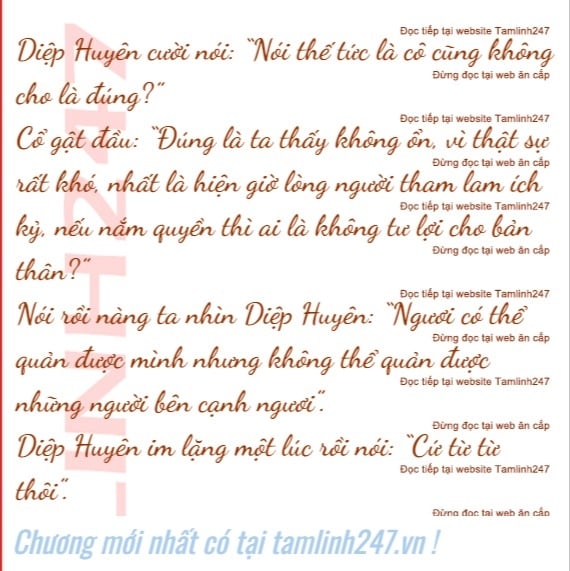 Đọc tiếp tại website Tamlinh247
Diệp Huyên cười nói: “Nói thế tức là cô cũng không
Đừng đọc tại web ăn cắp
cho là đúng?”
Đọc tiếp tại website Tamlinh247
Cổ gật đầu: “Đúng là ta thấy không ổn, vì thật sự
Đừng đọc tại web ăn cắp
rất khó, nhất là hiện giờ lòng người tham lam ích
Đọc tiếp tại website Tamlinh247
kỷ, nếu nắm quyền thì ai là không tư lợi cho bản
Đừng đọc tại web ăn cắp
thân?”
Đọc tiếp tại website Tamlinh247
Nói rồi nàng ta nhìn Diệp Huyên: “Ngươi có thể
Đừng đọc tại web ăn cắp
quản được mình nhưng không thể quản được
Đọc tiếp tại website Tamlinh247
những người bên cạnh ngươi”.
Đừng đọc tại web ăn cắp
Diệp Huyên im lặng một lúc rồi nói: “Cứ từ từ
Đọc tiếp tại website Tamlinh247
thôi”.
Đừng đọc tại web ăn cắp
-INH247
Chương mới nhất có tại tamlinh247.vn !